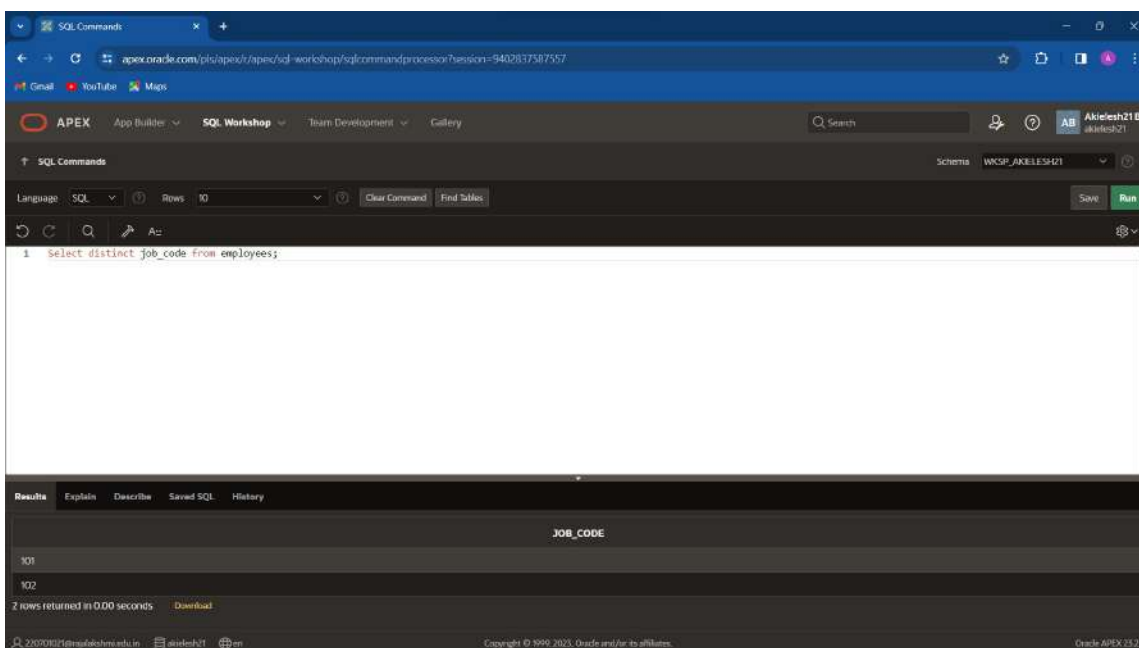 SQL Commands
apex.oracle.com/pls/apex/r/apex/sql-workshop/sqlcommandprocessor?session=9402837587557
Gmail YouTube Maps
APEX App Builder SQL Workshop Team Development Gallery Search AB Akielesh21
akielesh21
SQL Commands Schema WKSP_AKIELESH21
Language SQL Rows 10 Clear Command Find Tables Save Run
1 Select distinct job_code from employees;
Results Explain Describe Saved SQL History
JOB_CODE
101
102
2 rows returned in 0.00 seconds Download
akielesh21 en Copyright © 1999, 2023, Oracle and/or its affiliates. Oracle APEX 23.2